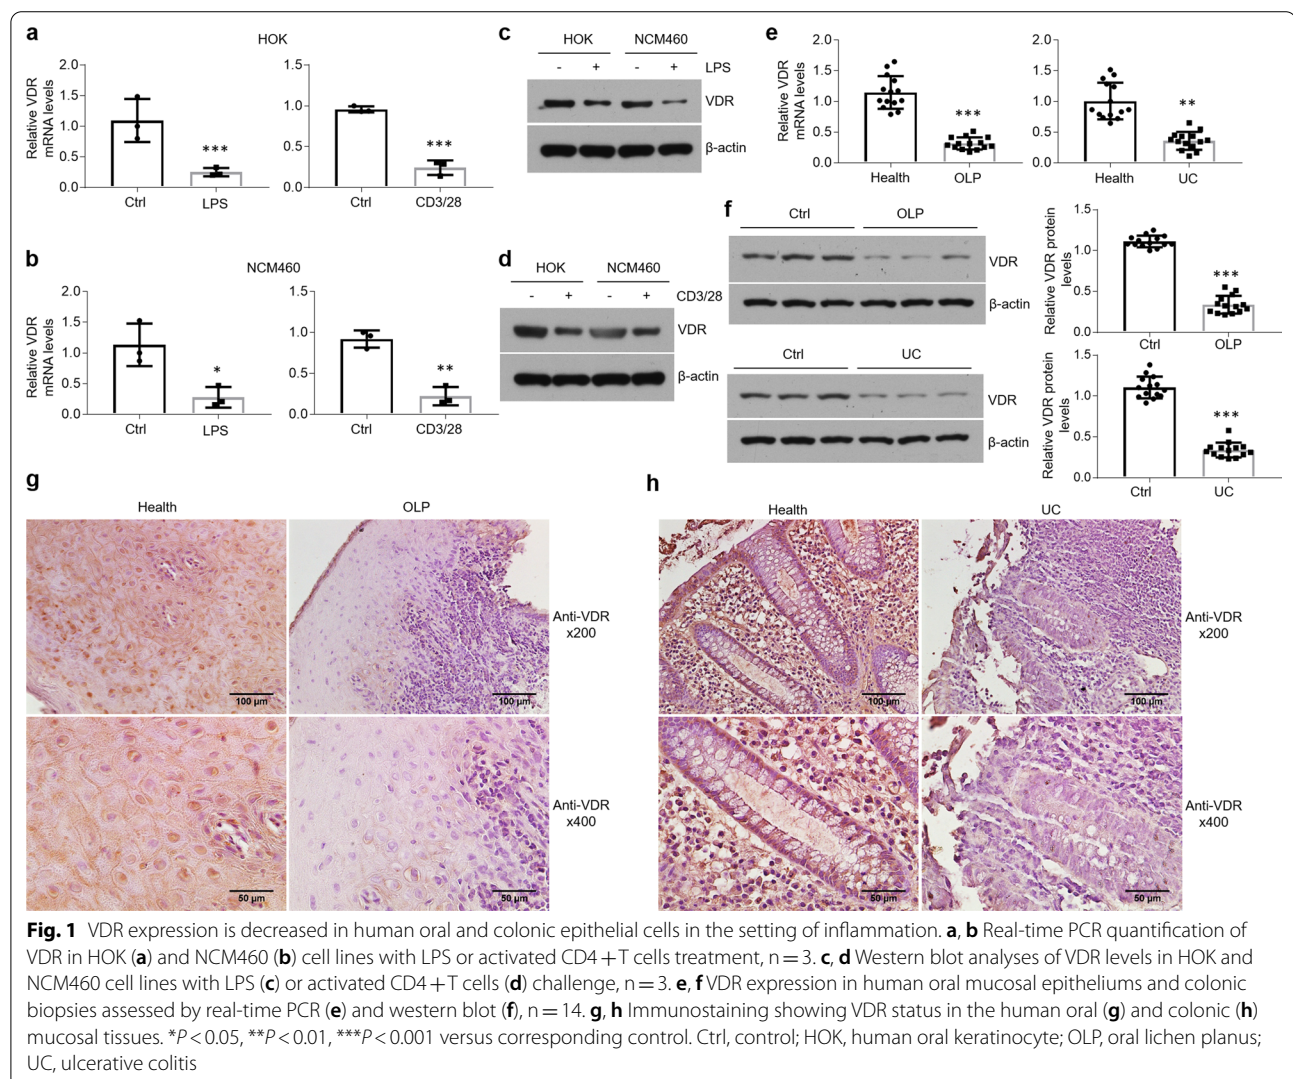 a
HOK
Relative VDR
mRNA levels
2.0
1.5
1.0
0.5
0.0
***
Ctrl
LPS
1.5
1.0
0.5
0.0
***
Ctrl
CD3/28
b
NCM460
Relative VDR
mRNA levels
2.0
1.5
1.0
0.5
0.0
*
Ctrl
LPS
1.5
1.0
0.5
0.0
**
Ctrl
CD3/28
c
HOK NCM460
- + - + LPS
VDR
β-actin
d
HOK NCM460
- + - + CD3/28
VDR
β-actin
e
Relative VDR
mRNA levels
2.0
1.5
1.0
0.5
0.0
***
Health
OLP
2.0
1.5
1.0
0.5
0.0
**
Health
UC
f
Ctrl OLP
VDR
β-actin
Relative VDR protein
levels
1.5
1.0
0.5
0.0
***
Ctrl
OLP
Ctrl UC
VDR
β-actin
Relative VDR protein
levels
1.5
1.0
0.5
0.0
***
Ctrl
UC
g
Health OLP
100 µm
100 µm
Anti-VDR
x200
50 µm
50 µm
Anti-VDR
x400
h
Health UC
100 µm
100 µm
Anti-VDR
x200
50 µm
50 µm
Anti-VDR
x400
Fig. 1 VDR expression is decreased in human oral and colonic epithelial cells in the setting of inflammation. a, b Real-time PCR quantification of
VDR in HOK (a) and NCM460 (b) cell lines with LPS or activated CD4+T cells treatment, n=3. c, d Western blot analyses of VDR levels in HOK and
NCM460 cell lines with LPS (c) or activated CD4+T cells (d) challenge, n=3. e, f VDR expression in human oral mucosal epitheliums and colonic
biopsies assessed by real-time PCR (e) and western blot (f), n=14. g, h Immunostaining showing VDR status in the human oral (g) and colonic (h)
mucosal tissues. *P<0.05, **P<0.01, ***P<0.001 versus corresponding control. Ctrl, control; HOK, human oral keratinocyte; OLP, oral lichen planus;
UC, ulcerative colitis